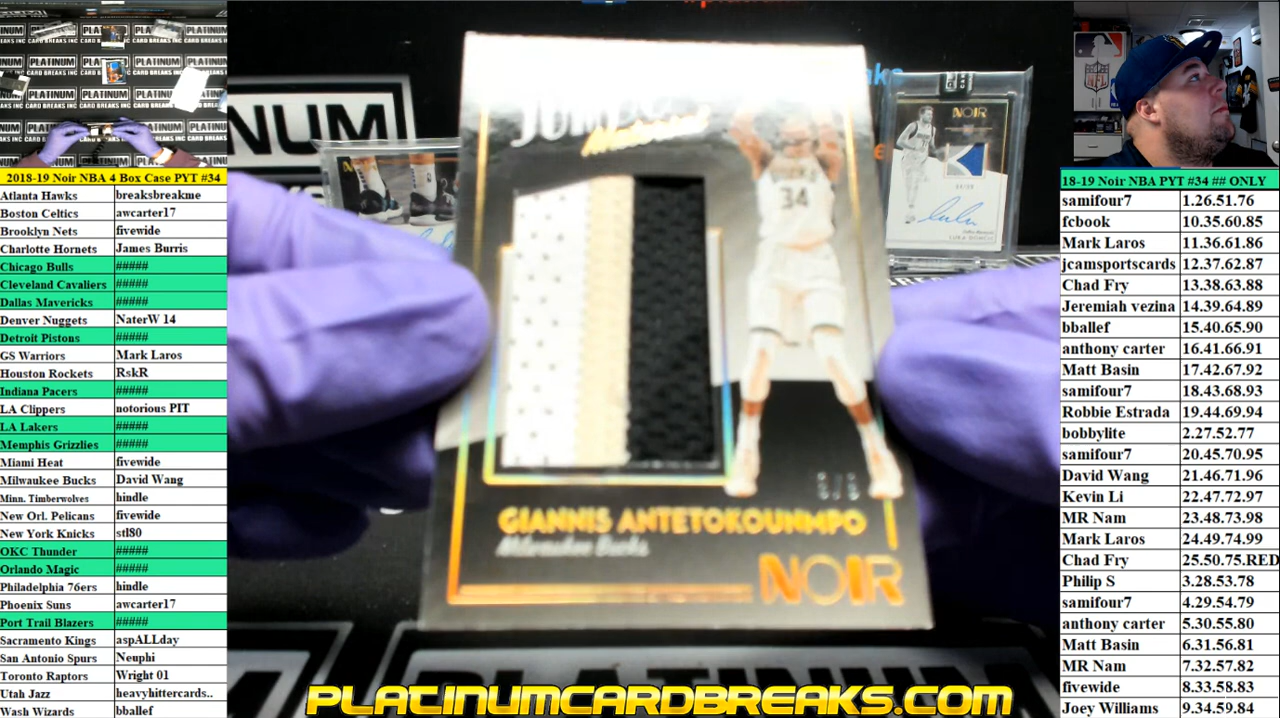 PLATINUM
CARD BREAKS INC
2018-19 Noir NBA 4 Box Case PYT #34
Atlanta Hawks breaksbreakme
Boston Celtics awcarter17
Brooklyn Nets fivewide
Charlotte Hornets James Burris
Chicago Bulls #####
Cleveland Cavaliers #####
Dallas Mavericks #####
Denver Nuggets NaterW 14
Detroit Pistons #####
GS Warriors Mark Laros
Houston Rockets RskR
Indiana Pacers #####
LA Clippers notorious PIT
LA Lakers #####
Memphis Grizzlies #####
Miami Heat fivewide
Milwaukee Bucks David Wang
Minn. Timberwolves hindle
New Orl. Pelicans fivewide
New York Knicks stl80
OKC Thunder #####
Orlando Magic #####
Philadelphia 76ers hindle
Phoenix Suns awcarter17
Port Trail Blazers #####
Sacramento Kings aspALLday
San Antonio Spurs Neuphi
Toronto Raptors Wright 01
Utah Jazz heavyhittercards..
Wash Wizards bballef
NUM
34
GIANNIS ANTETOKOUNMPO
Milwaukee Bucks
NOIR
NOIR
PLATINUM
PLATINUMCARDBREAKS.COM
18-19 Noir NBA PYT #34 ## ONLY
samifour7 1.26.51.76
fcbook 10.35.60.85
Mark Laros 11.36.61.86
jcamsportscards 12.37.62.87
Chad Fry 13.38.63.88
Jeremiah vezina 14.39.64.89
bballef 15.40.65.90
anthony carter 16.41.66.91
Matt Basin 17.42.67.92
samifour7 18.43.68.93
Robbie Estrada 19.44.69.94
bobbylite 2.27.52.77
samifour7 20.45.70.95
David Wang 21.46.71.96
Kevin Li 22.47.72.97
MR Nam 23.48.73.98
Mark Laros 24.49.74.99
Chad Fry 25.50.75.RED
Philip S 3.28.53.78
samifour7 4.29.54.79
anthony carter 5.30.55.80
Matt Basin 6.31.56.81
MR Nam 7.32.57.82
fivewide 8.33.58.83
Joey Williams 9.34.59.84